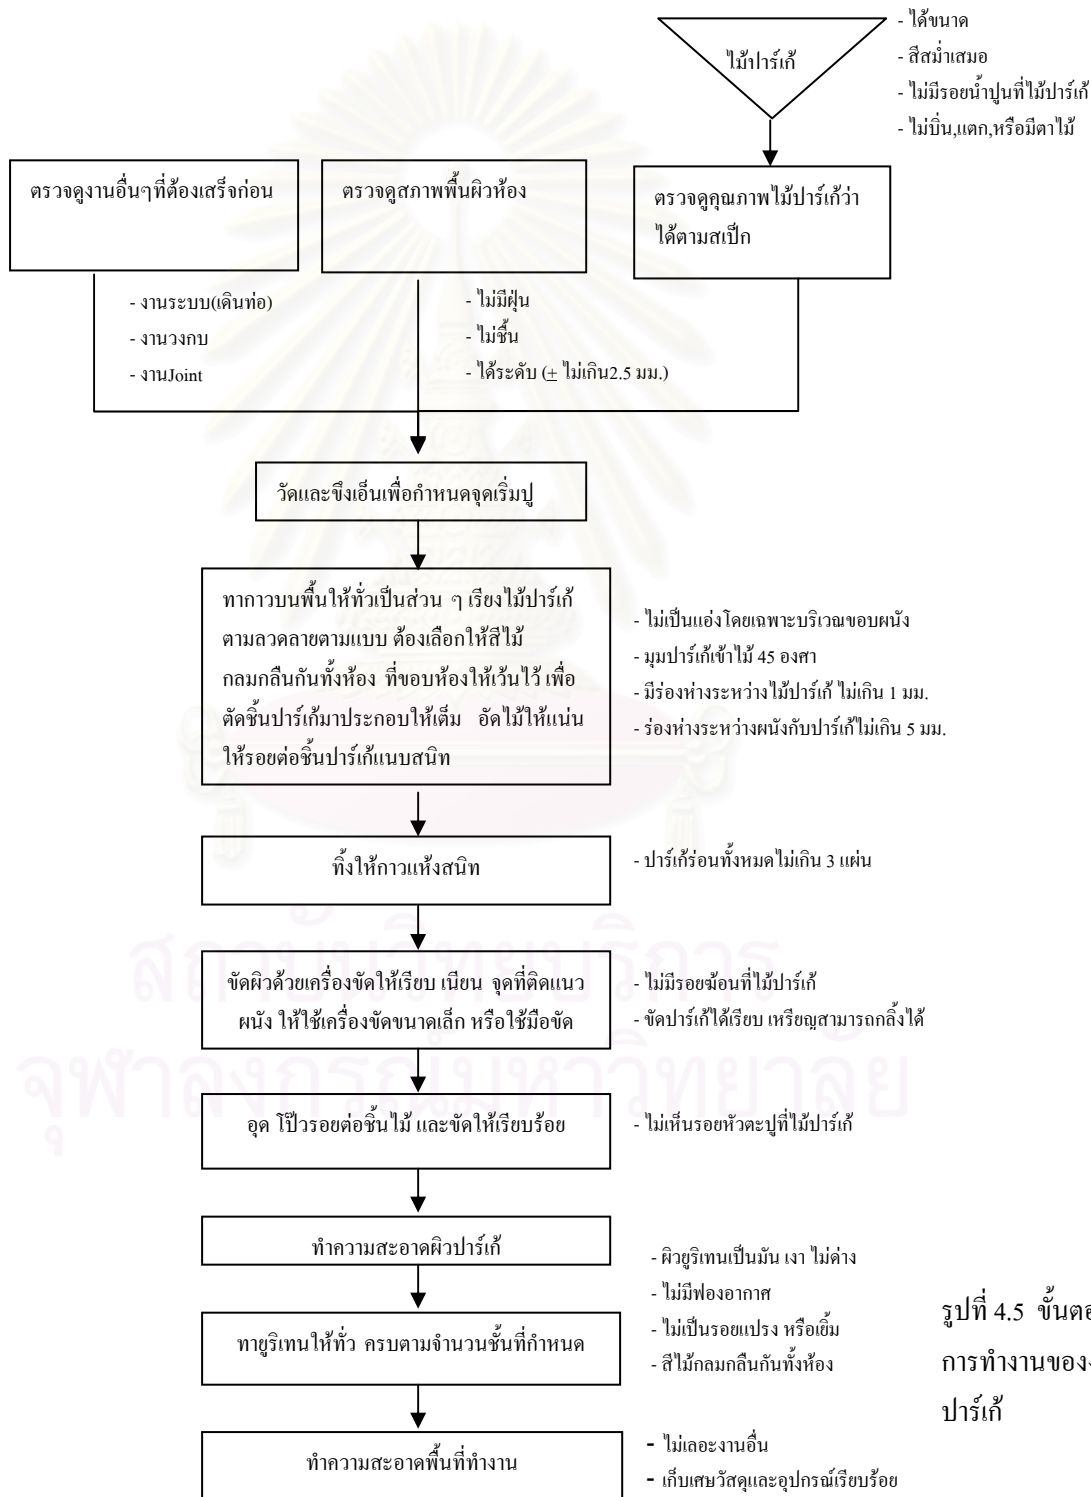 ไม้ปาร์เก้
- ได้ขนาด
- สีสม่ำเสมอ
- ไม่มีรอยน้ำปูนที่ไม้ปาร์เก้
- ไม่บิ่น,แตก,หรือมีตาไม้
ตรวจดูงานอื่นๆที่ต้องเสร็จก่อน
ตรวจดูสภาพพื้นผิวห้อง
ตรวจดูคุณภาพไม้ปาร์เก้ว่า
ได้ตามสเป็ก
- งานระบบ(เดินท่อ)
- งานวงกบ
- งานJoint
- ไม่มีฝุ่น
- ไม่ชื้น
- ได้ระดับ (± ไม่เกิน2.5 มม.)
วัดและขึงเอ็นเพื่อกำหนดจุดเริ่มปู
ทากาวบนพื้นให้ทั่วเป็นส่วน ๆ เรียงไม้ปาร์เก้
ตามลวดลายตามแบบ ต้องเลือกให้สีไม้
กลมกลืนกันทั้งห้อง ที่ขอบห้องให้เว้นไว้ เพื่อ
ตัดชิ้นปาร์เก้มาประกอบให้เต็ม อัดไม้ให้แน่น
ให้รอยต่อชิ้นปาร์เก้แนบสนิท
- ไม่เป็นแอ่งโดยเฉพาะบริเวณขอบผนัง
- มุมปาร์เก้เข้าไม้ 45 องศา
- มีร่องห่างระหว่างไม้ปาร์เก้ ไม่เกิน 1 มม.
- ร่องห่างระหว่างผนังกับปาร์เก้ไม่เกิน 5 มม.
ทิ้งให้กาวแห้งสนิท
- ปาร์เก้ร่อนทั้งหมดไม่เกิน 3 แผ่น
ขัดผิวด้วยเครื่องขัดให้เรียบ เนียน จุดที่ติดแนว
ผนัง ให้ใช้เครื่องขัดขนาดเล็ก หรือใช้มือขัด
- ไม่มีรอยฆ้อนที่ไม้ปาร์เก้
- ขัดปาร์เก้ได้เรียบ เหรียญสามารถกลิ้งได้
อุด โป๊วรอยต่อชิ้นไม้ และขัดให้เรียบร้อย
- ไม่เห็นรอยหัวตะปูที่ไม้ปาร์เก้
ทำความสะอาดผิวปาร์เก้
ทายูริเทนให้ทั่ว ครบตามจำนวนชั้นที่กำหนด
- ผิวยูริเทนเป็นมัน เงา ไม่ด่าง
- ไม่มีฟองอากาศ
- ไม่เป็นรอยแปรง หรือเยิ้ม
- สีไม้กลมกลืนกันทั้งห้อง
ทำความสะอาดพื้นที่ทำงาน
- ไม่เลอะงานอื่น
- เก็บเศษวัสดุและอุปกรณ์เรียบร้อย
รูปที่ 4.5 ขั้นตอ
การทำงานของง
ปาร์เก้
สถาบันวิทยบริการ
จุฬาลงกรณ์มหาวิทยาลัย